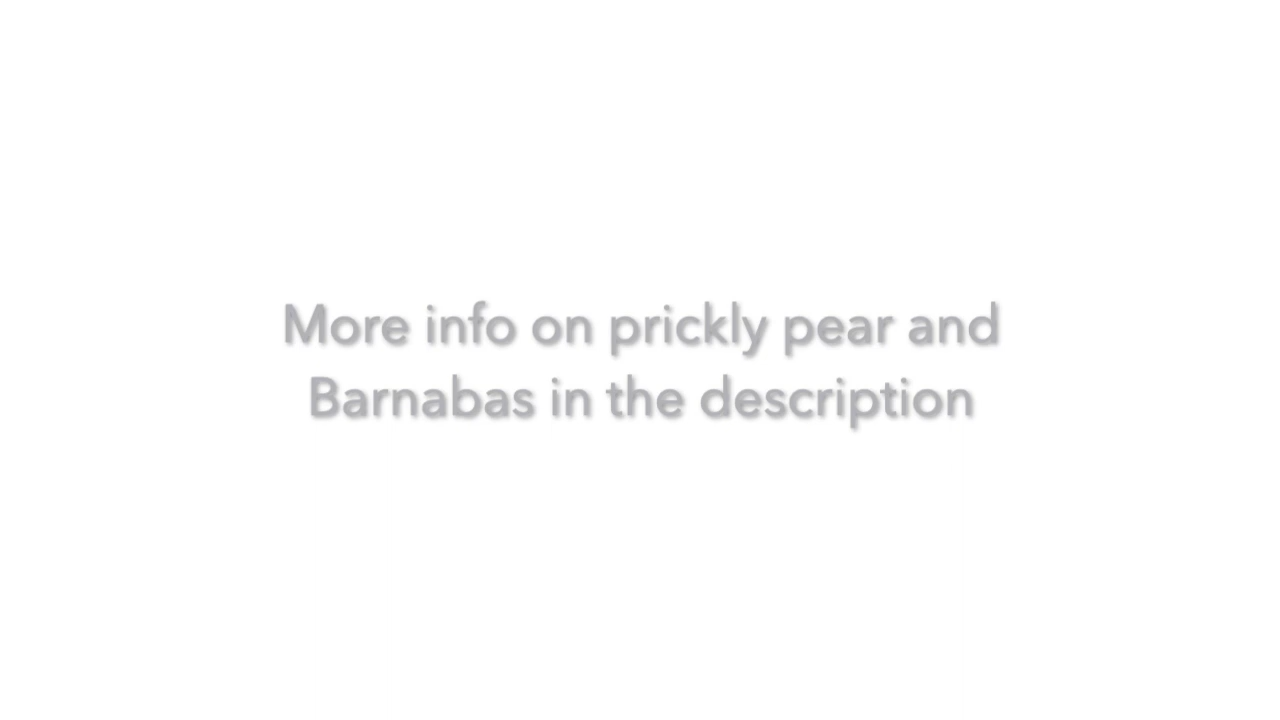 More info on prickly pear and
Barnabas in the description